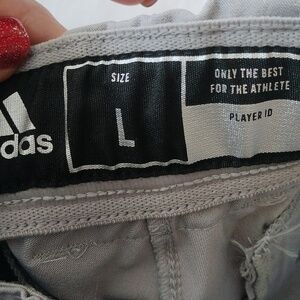 adidas
SIZE
L
ONLY THE BEST
FOR THE ATHLETE
PLAYER ID